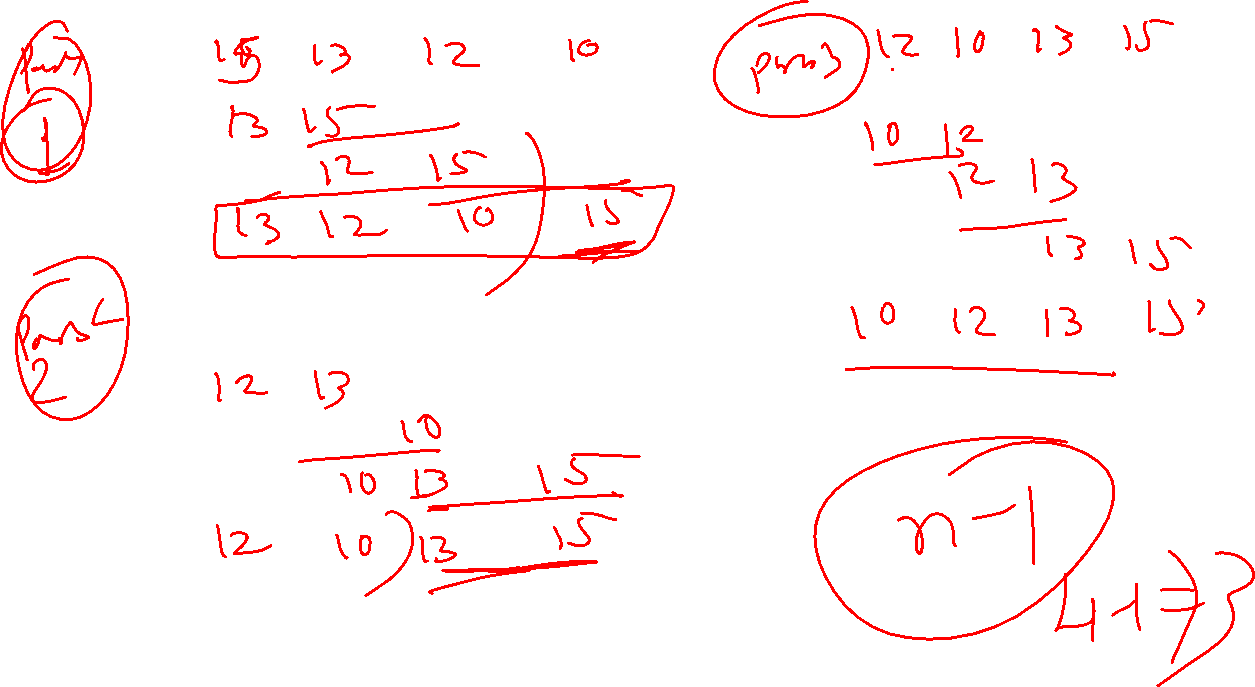 Pass
1
15 13 12 10
13 15
12 15
13 12 10 15
Pass
2
12 13
10
10 13 15
12 10 13 15
pass 3
12 10 13 15
10 12
12 13
13 15
10 12 13 15
n-1
4-1=>3